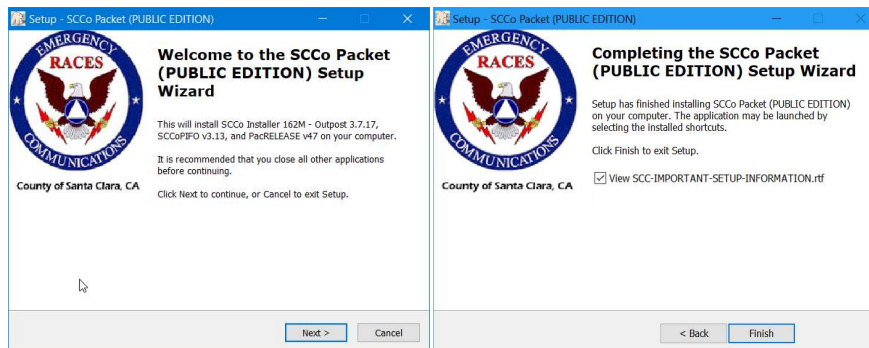 Setup - SCCo Packet (PUBLIC EDITION)
EMERGENCY
RACES
COMMUNICATIONS
County of Santa Clara, CA
Welcome to the SCCo Packet
(PUBLIC EDITION) Setup
Wizard
This will install SCCo Installer 162M - Outpost 3.7.17,
SCCoPIFO v3.13, and PacRELEASE v47 on your computer.
It is recommended that you close all other applications
before continuing.
Click Next to continue, or Cancel to exit Setup.
Next >
Cancel
Setup - SCCo Packet (PUBLIC EDITION)
EMERGENCY
RACES
COMMUNICATIONS
County of Santa Clara, CA
Completing the SCCo Packet
(PUBLIC EDITION) Setup Wizard
Setup has finished installing SCCo Packet (PUBLIC EDITION)
on your computer. The application may be launched by
selecting the installed shortcuts.
Click Finish to exit Setup.
View SCC-IMPORTANT-SETUP-INFORMATION.rtf
< Back
Finish